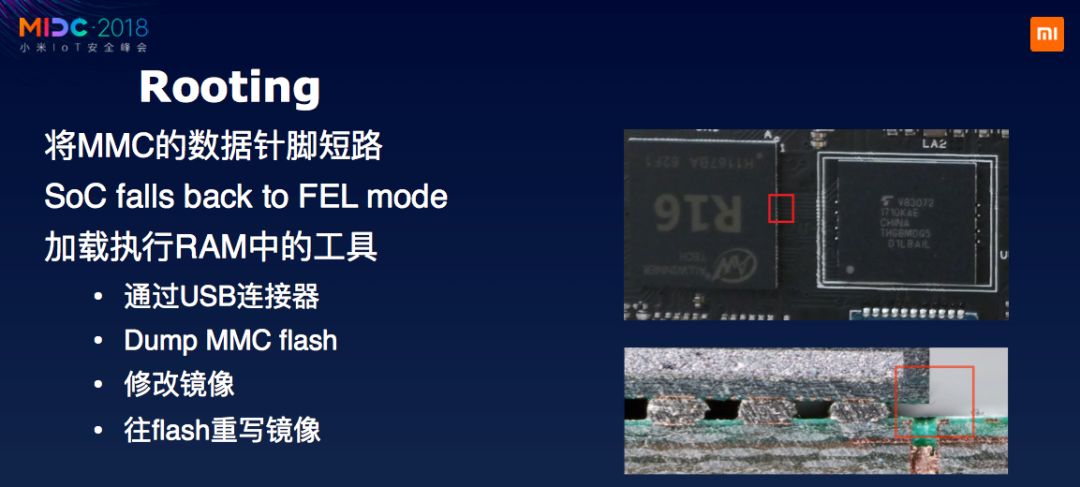 MIDC·2018
小米IoT安全峰会
mi
Rooting
将MMC的数据针脚短路
SoC falls back to FEL mode
加载执行RAM中的工具
• 通过USB连接器
• Dump MMC flash
• 修改镜像
• 往flash重写镜像
A
1
LA2
H1167BA 62F1
R16
ALLWINNER
TECH
V83072
1710KAE
CHINA
THGBMDG5
D1LBAIL